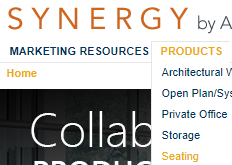 SYNERGY by A
MARKETING RESOURCES PRODUCTS
Home
Architectural W
Open Plan/Sys
Private Office
Storage
Seating
Collab